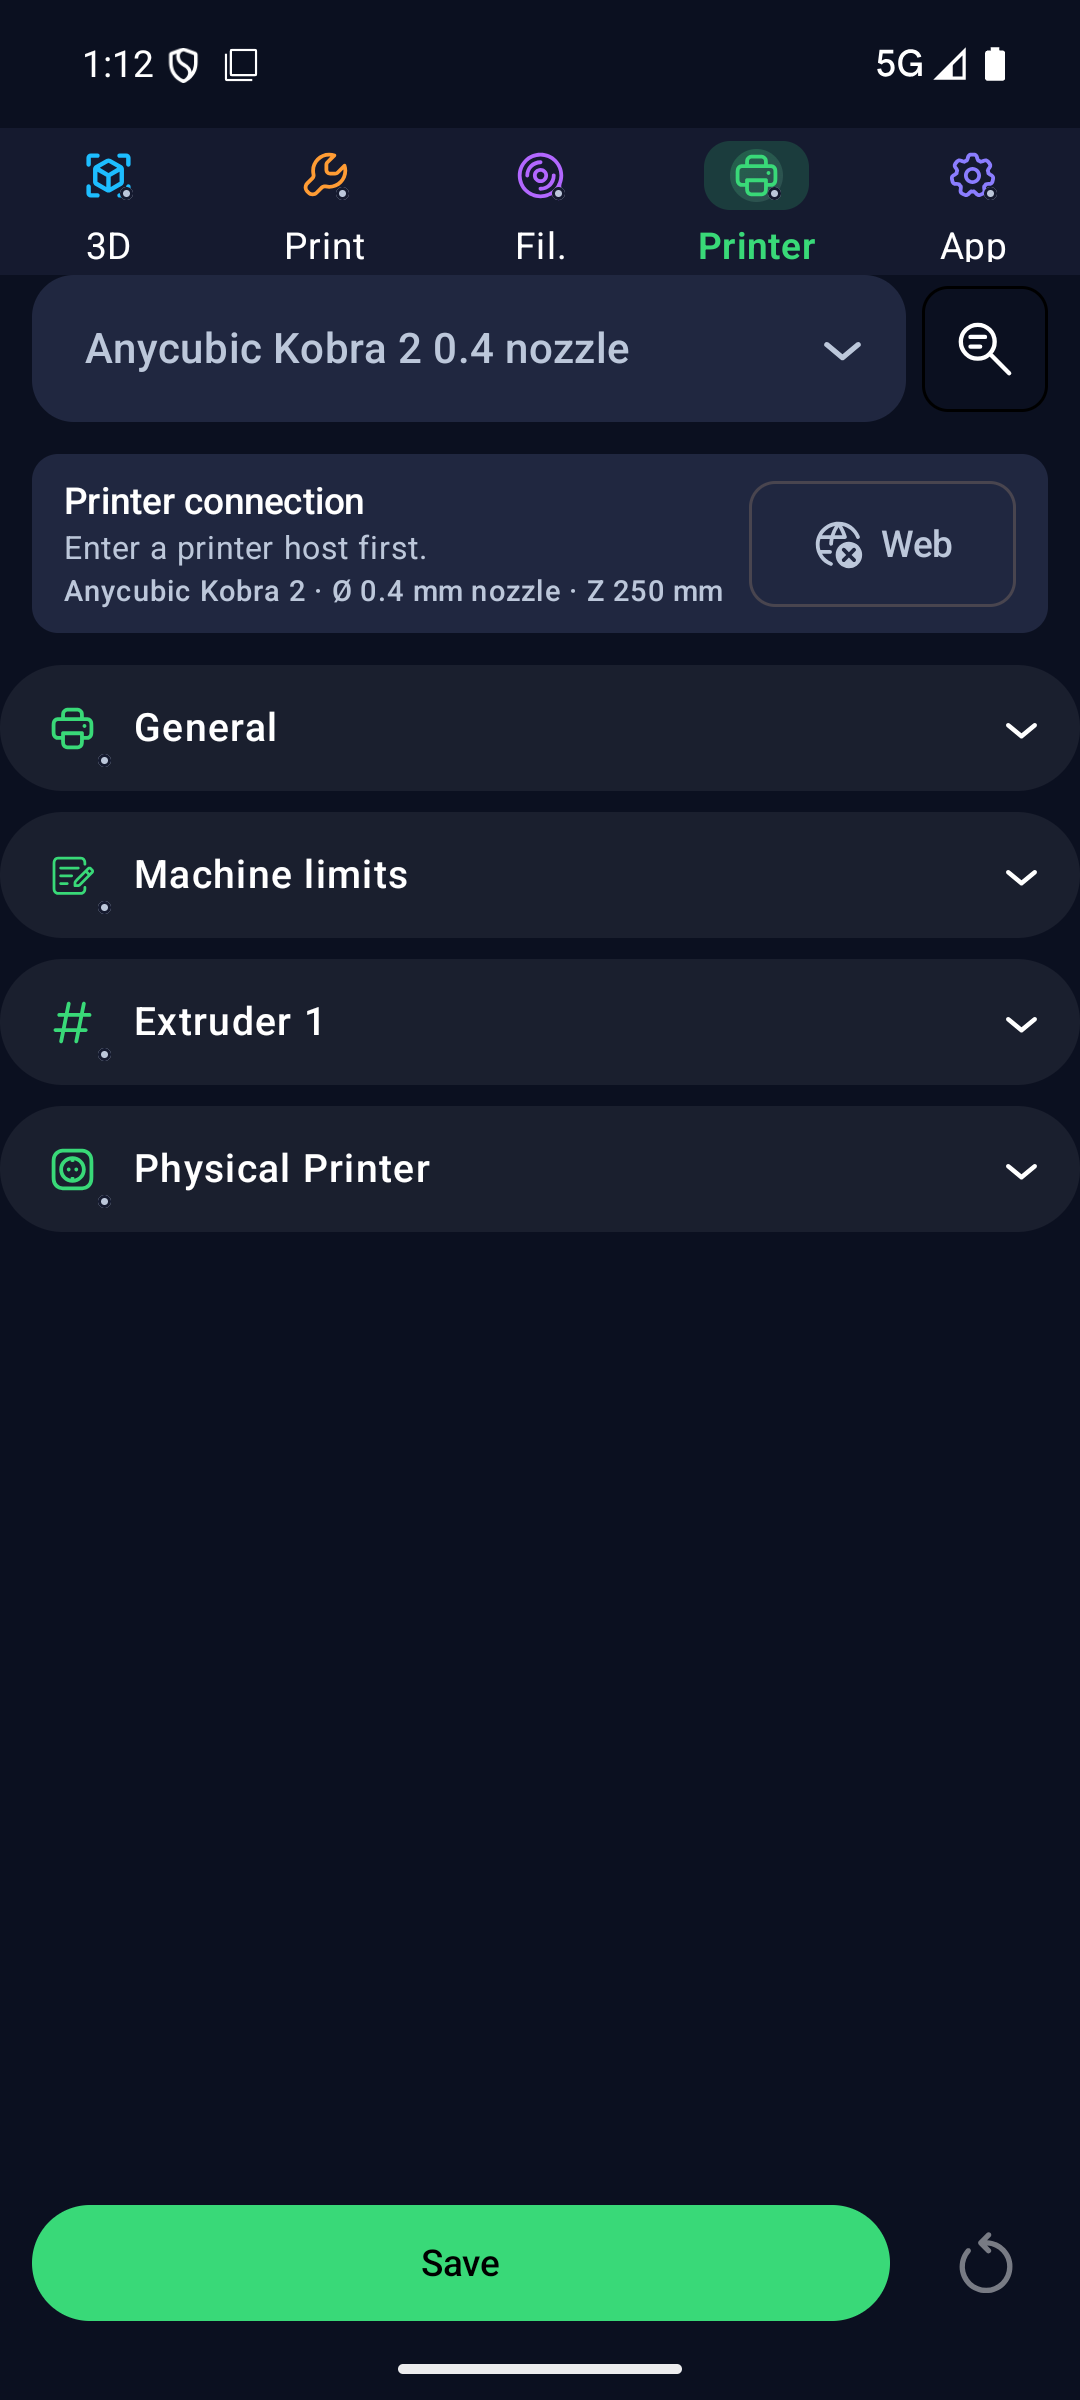 1:12
5G
3D
Print
Fil.
Printer
App
Anycubic Kobra 2 0.4 nozzle
Printer connection
Enter a printer host first.
Anycubic Kobra 2 · Ø 0.4 mm nozzle · Z 250 mm
Web
General
Machine limits
Extruder 1
Physical Printer
Save